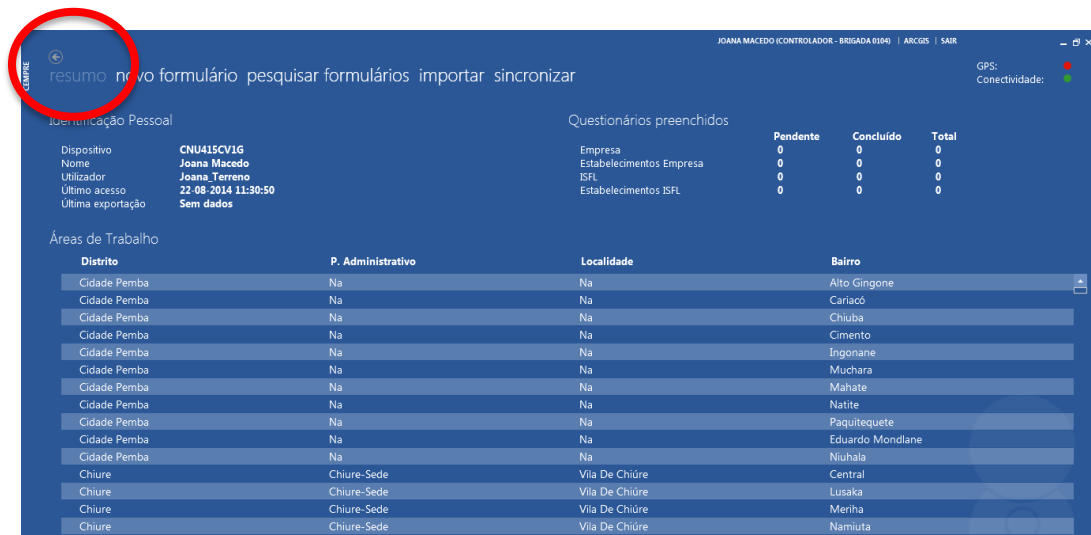 JOANA MACEDO (CONTROLADOR - BRIGADA 0104) | ARCGIS | SAIR
CEMPRE
resumo novo formulário pesquisar formulários importar sincronizar
GPS:
Conectividade:
Identificação Pessoal
Dispositivo CNU415CV1G
Nome Joana Macedo
Utilizador Joana_Terreno
Último acesso 22-08-2014 11:30:50
Última exportação Sem dados
Questionários preenchidos
Pendente Concluído Total
Empresa 0 0 0
Estabelecimentos Empresa 0 0 0
ISFL 0 0 0
Estabelecimentos ISFL 0 0 0
Áreas de Trabalho
Distrito P. Administrativo Localidade Bairro
Cidade Pemba Na Na Alto Gingone
Cidade Pemba Na Na Cariacó
Cidade Pemba Na Na Chiuba
Cidade Pemba Na Na Cimento
Cidade Pemba Na Na Ingonane
Cidade Pemba Na Na Muchara
Cidade Pemba Na Na Mahate
Cidade Pemba Na Na Natite
Cidade Pemba Na Na Paquitequete
Cidade Pemba Na Na Eduardo Mondlane
Cidade Pemba Na Na Niuhala
Chiure Chiure-Sede Vila De Chiúre Central
Chiure Chiure-Sede Vila De Chiúre Lusaka
Chiure Chiure-Sede Vila De Chiúre Meriha
Chiure Chiure-Sede Vila De Chiúre Namiuta